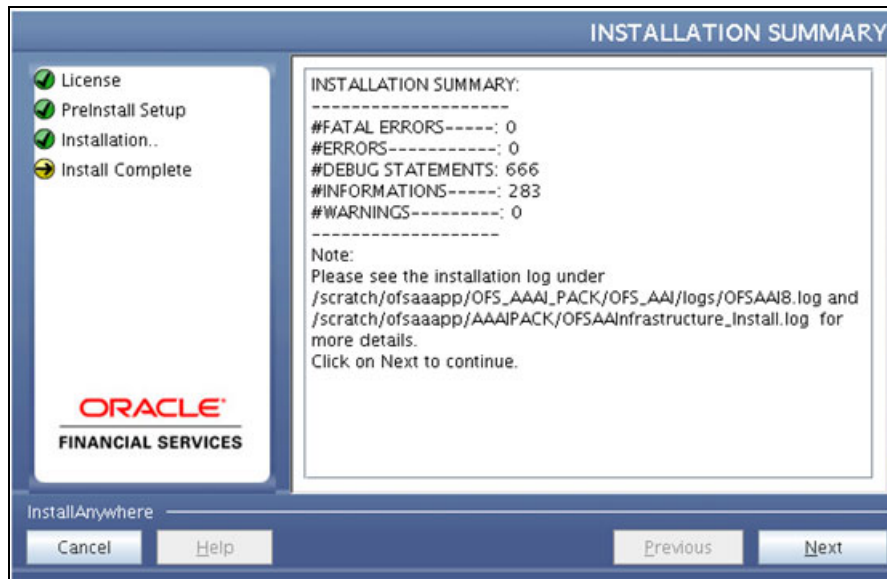 INSTALLATION SUMMARY
License
PreInstall Setup
Installation..
Install Complete
INSTALLATION SUMMARY:
--------------------
#FATAL ERRORS-----: 0
#ERRORS-----------: 0
#DEBUG STATEMENTS: 666
#INFORMATIONS-----: 283
#WARNINGS---------: 0
-------------------
Note:
Please see the installation log under
/scratch/ofsaaapp/OFS_AAAI_PACK/OFS_AAI/logs/OFSAAI8.log and
/scratch/ofsaaapp/AAAIPACK/OFSAAInfrastructure_Install.log for
more details.
Click on Next to continue.
ORACLE
FINANCIAL SERVICES
InstallAnywhere
Cancel
Help
Previous
Next